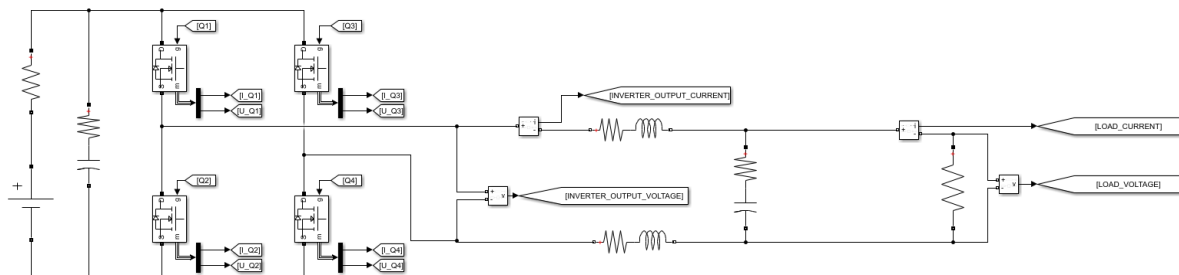 [Q1]
[Q3]
[I_Q1]
[U_Q1]
[I_Q3]
[U_Q3]
[INVERTER_OUTPUT_CURRENT]
[LOAD_CURRENT]
[Q2]
[Q4]
[INVERTER_OUTPUT_VOLTAGE]
[LOAD_VOLTAGE]
[I_Q2]
[U_Q2]
[I_Q4]
[U_Q4]